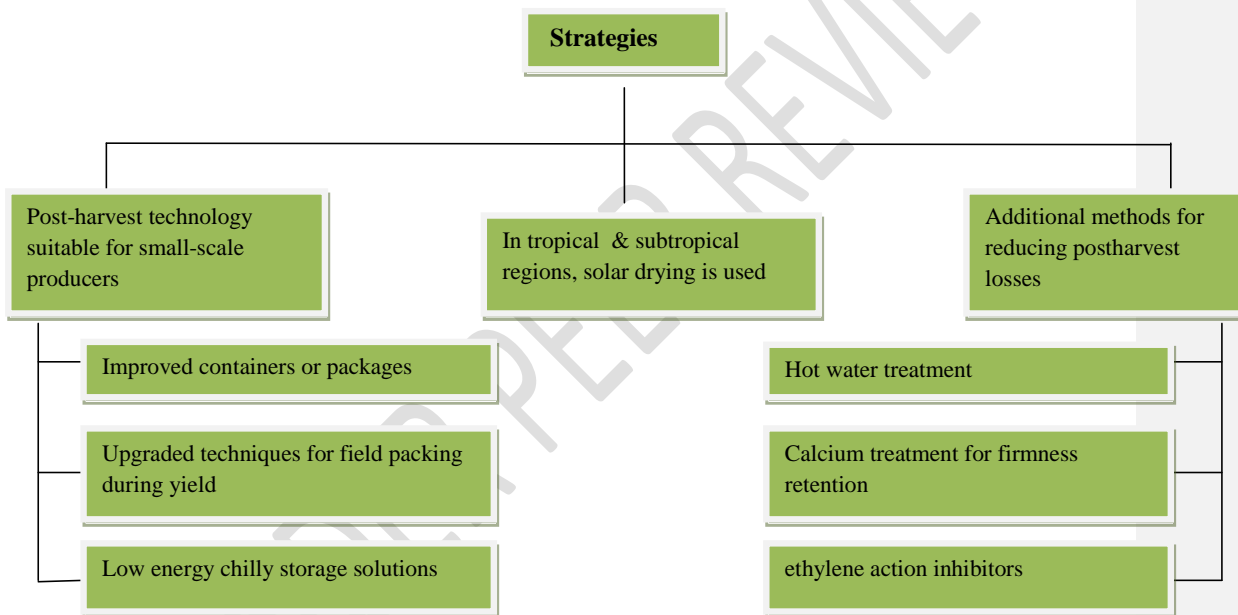 Strategies
Post-harvest technology
suitable for small-scale
producers
In tropical & subtropical
regions, solar drying is used
Additional methods for
reducing postharvest
losses
Improved containers or packages
Upgraded techniques for field packing
during yield
Low energy chilly storage solutions
Hot water treatment
Calcium treatment for firmness
retention
ethylene action inhibitors
PEER REVIE